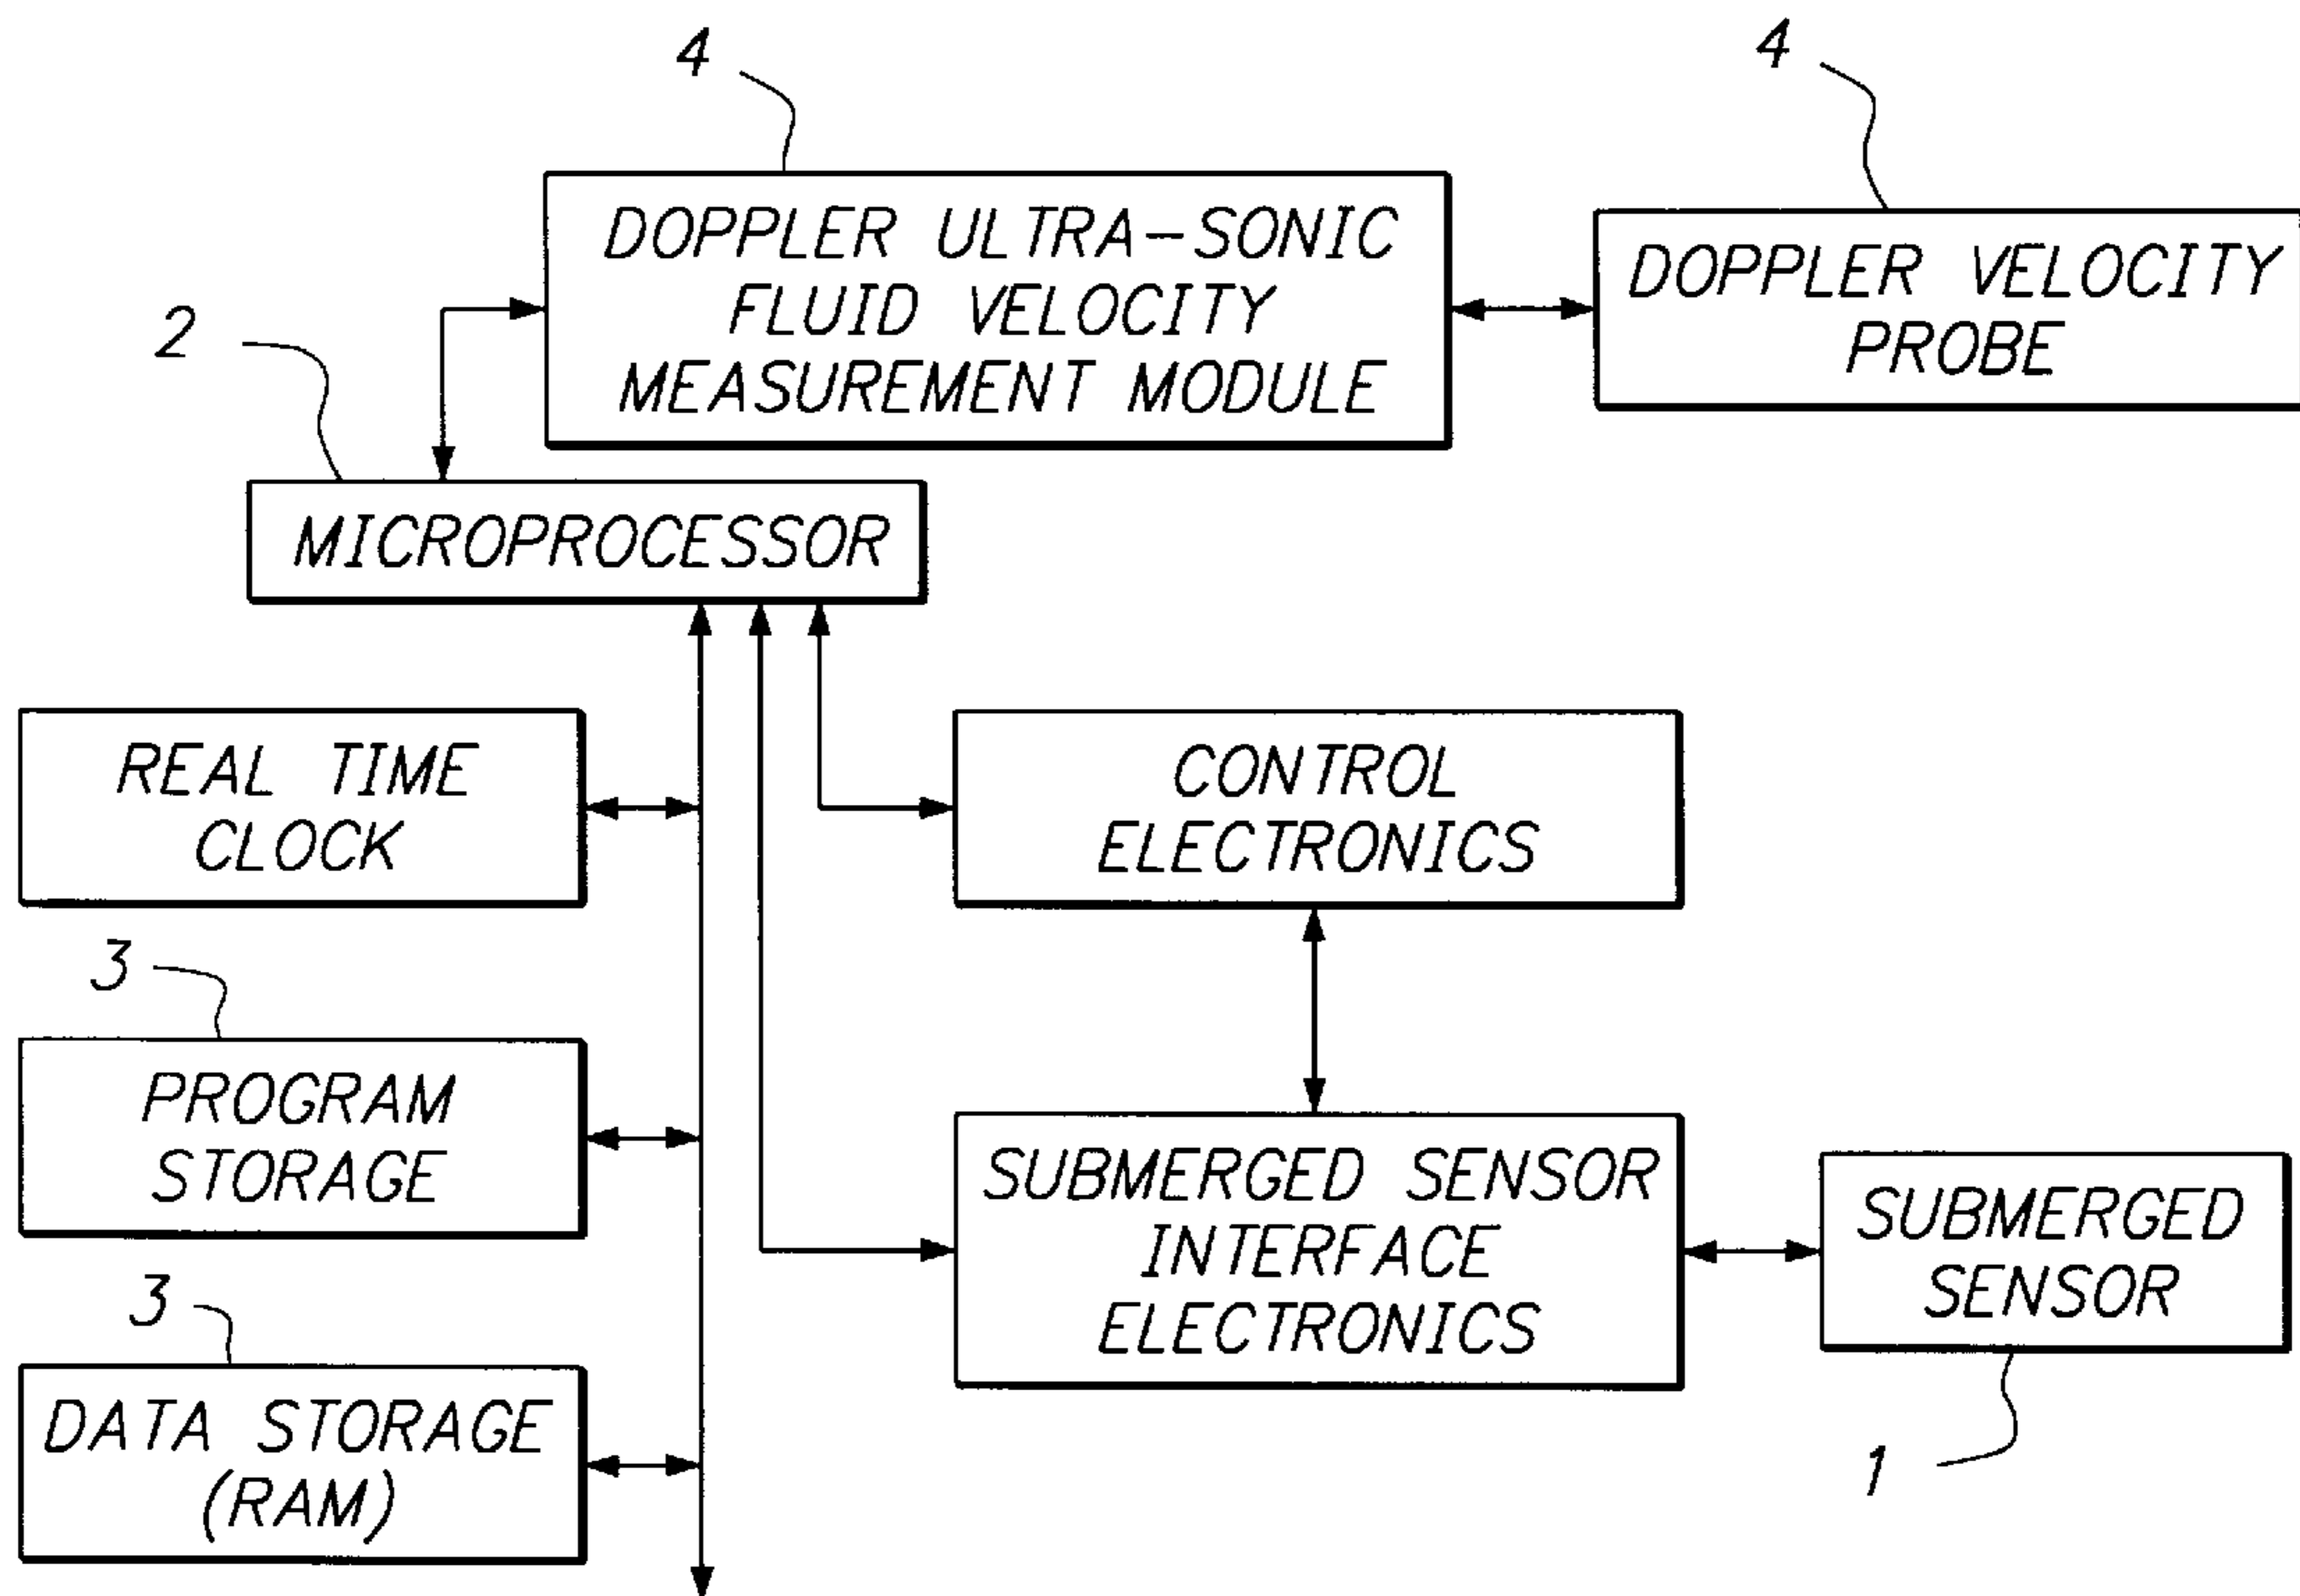 4
4
DOPPLER ULTRA-SONIC
FLUID VELOCITY
MEASUREMENT MODULE
DOPPLER VELOCITY
PROBE
2
MICROPROCESSOR
REAL TIME
CLOCK
CONTROL
ELECTRONICS
3
PROGRAM
STORAGE
SUBMERGED SENSOR
INTERFACE
ELECTRONICS
SUBMERGED
SENSOR
3
DATA STORAGE
(RAM)
1